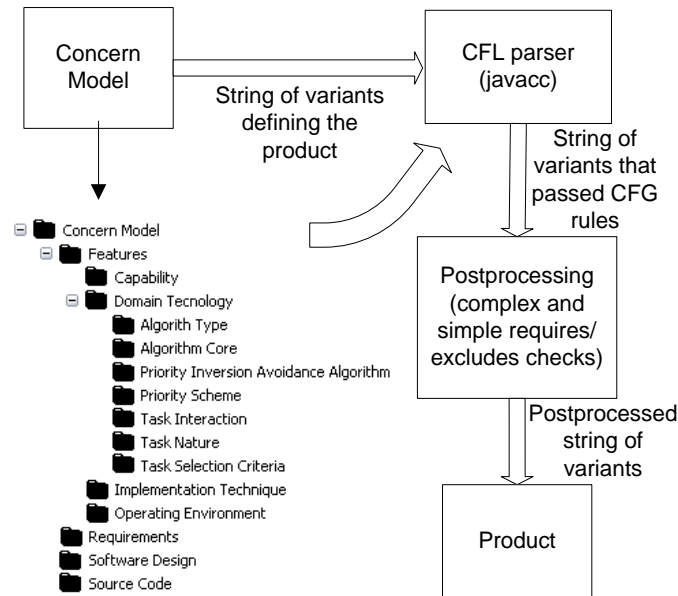 Concern
Model
String of variants
defining the
product
CFL parser
(javacc)
String of
variants that
passed CFG
rules
Postprocessing
(complex and
simple requires/
excludes checks)
Postprocessed
string of
variants
Product
Concern Model
Features
Capability
Domain Tecnology
Algorith Type
Algorithm Core
Priority Inversion Avoidance Algorithm
Priority Scheme
Task Interaction
Task Nature
Task Selection Criteria
Implementation Technique
Operating Environment
Requirements
Software Design
Source Code